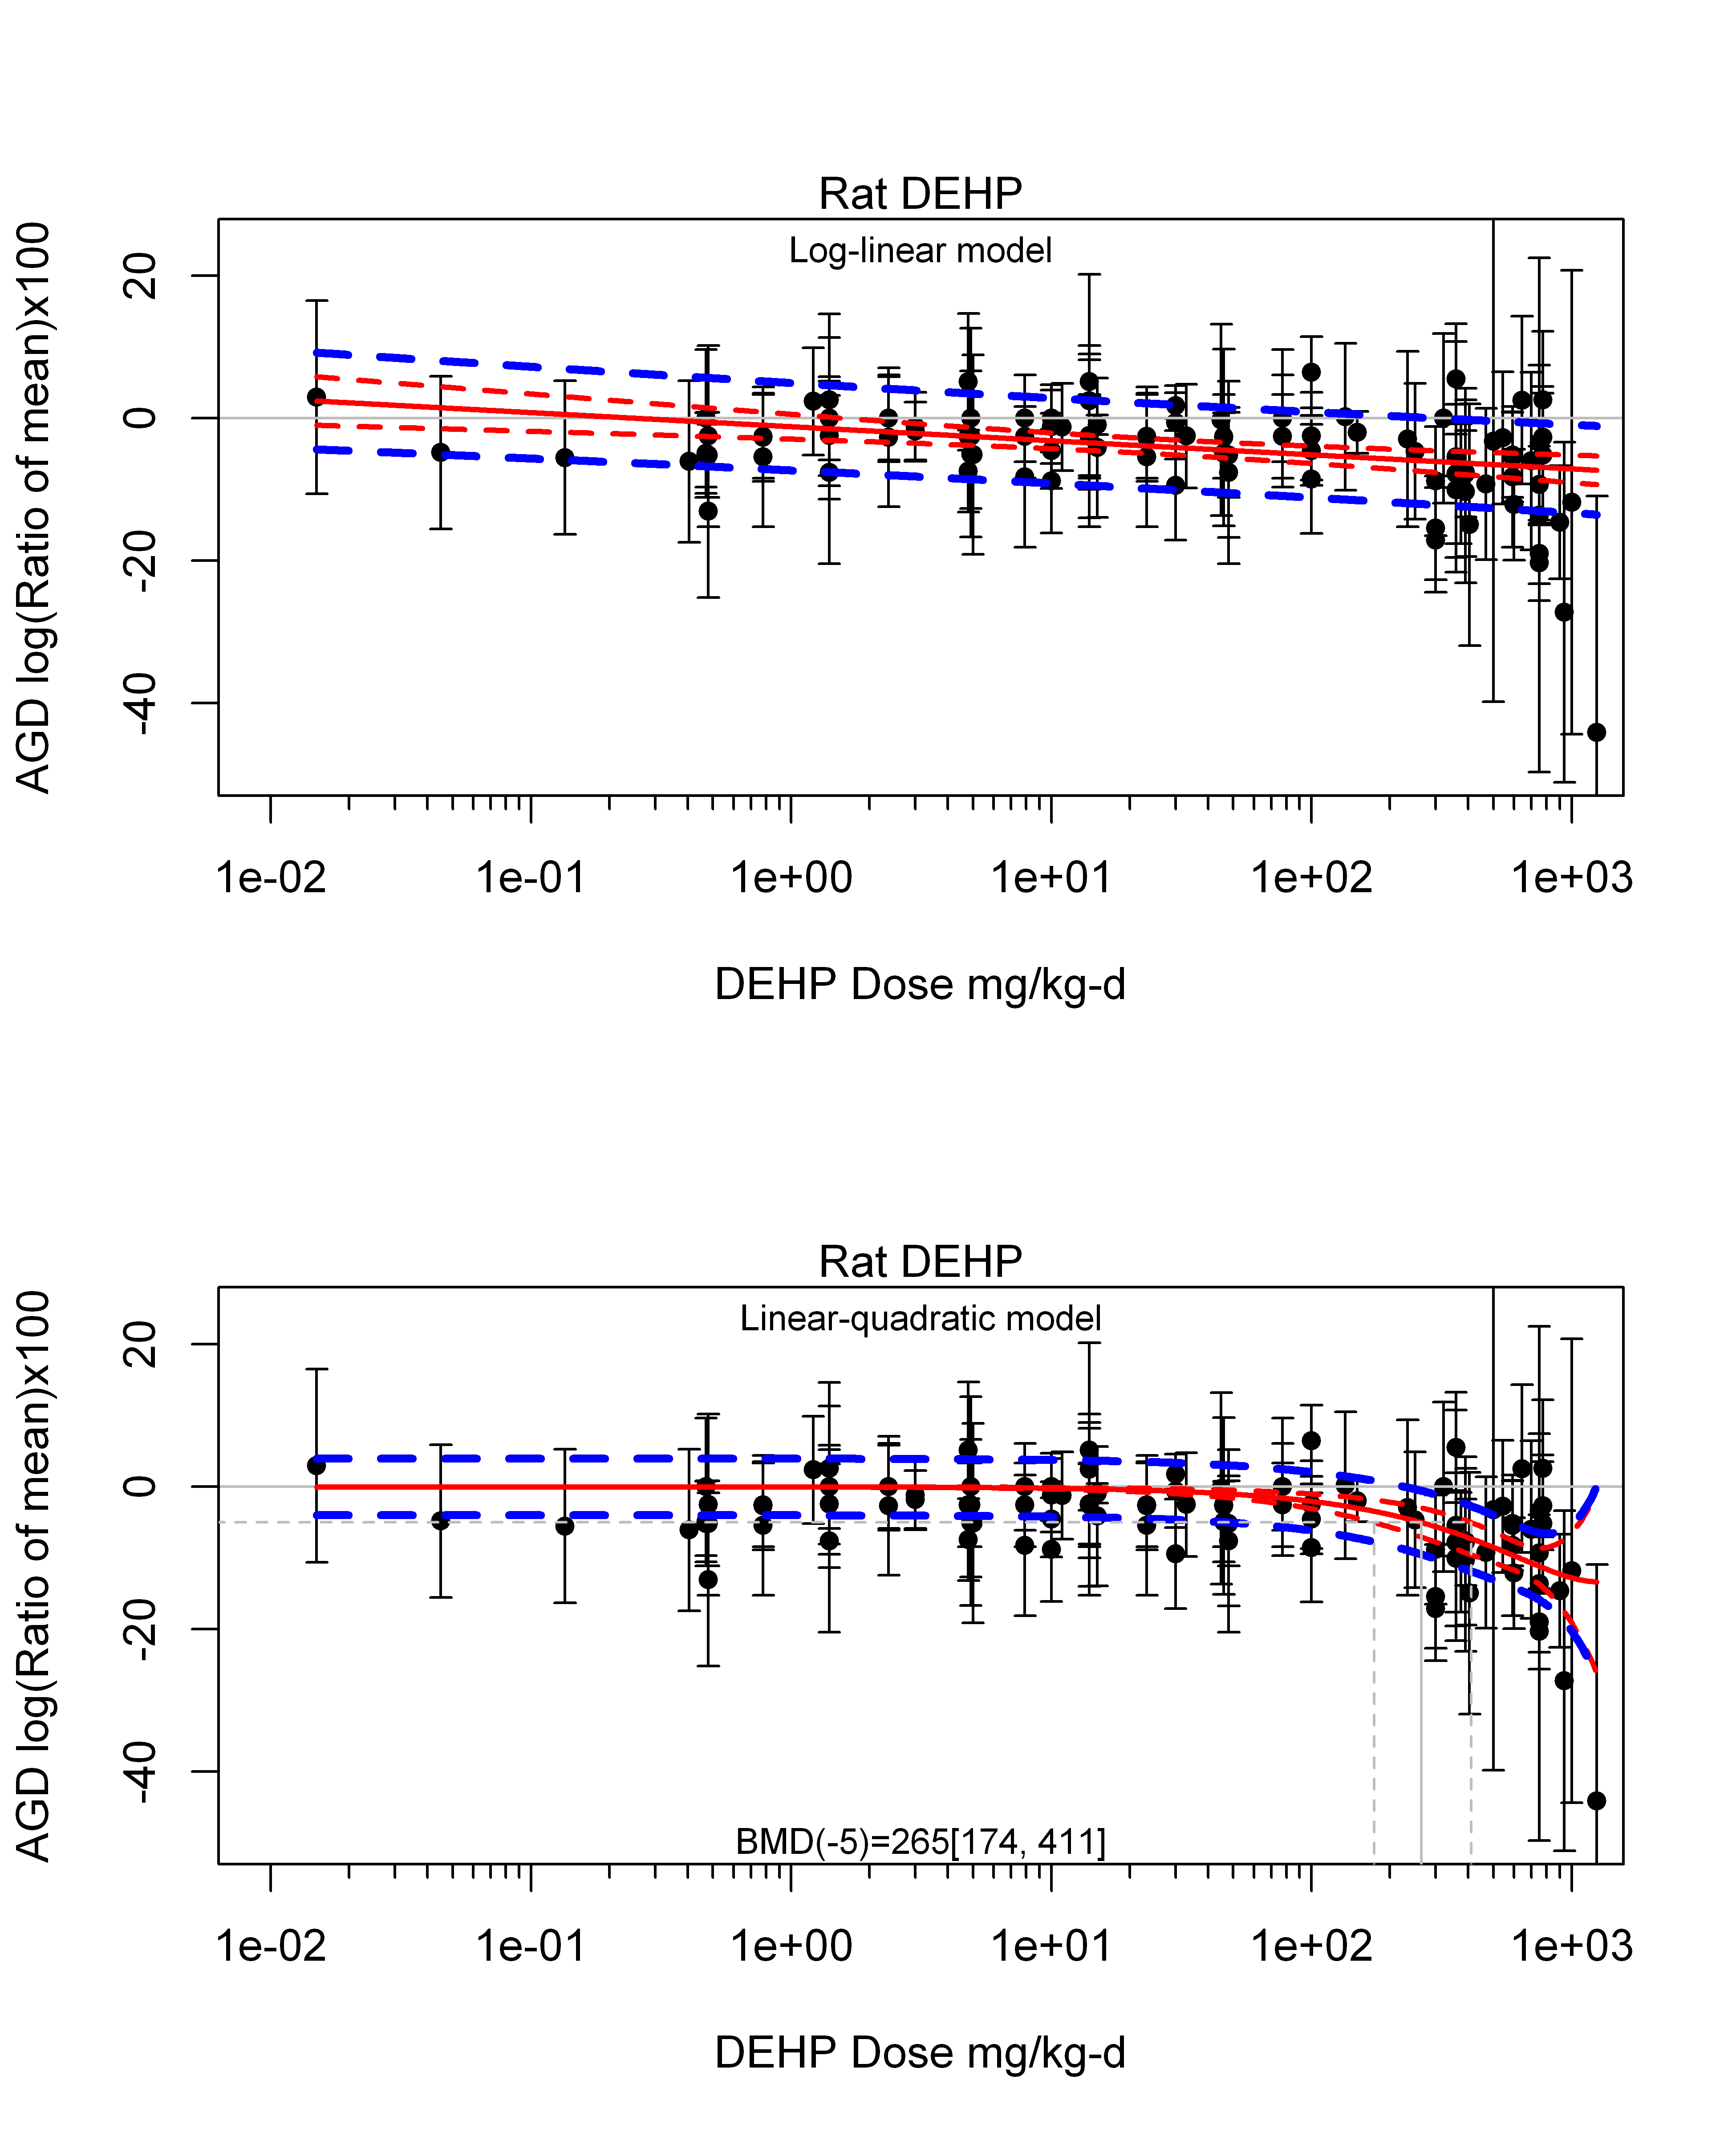 Rat DEHP
Log-linear model
AGD log(Ratio of mean)x100
20
0
-20
-40
1e-02 1e-01 1e+00 1e+01 1e+02 1e+03
DEHP Dose mg/kg-d
Rat DEHP
Linear-quadratic model
AGD log(Ratio of mean)x100
20
0
-20
-40
BMD(-5)=265[174, 411]
1e-02 1e-01 1e+00 1e+01 1e+02 1e+03
DEHP Dose mg/kg-d